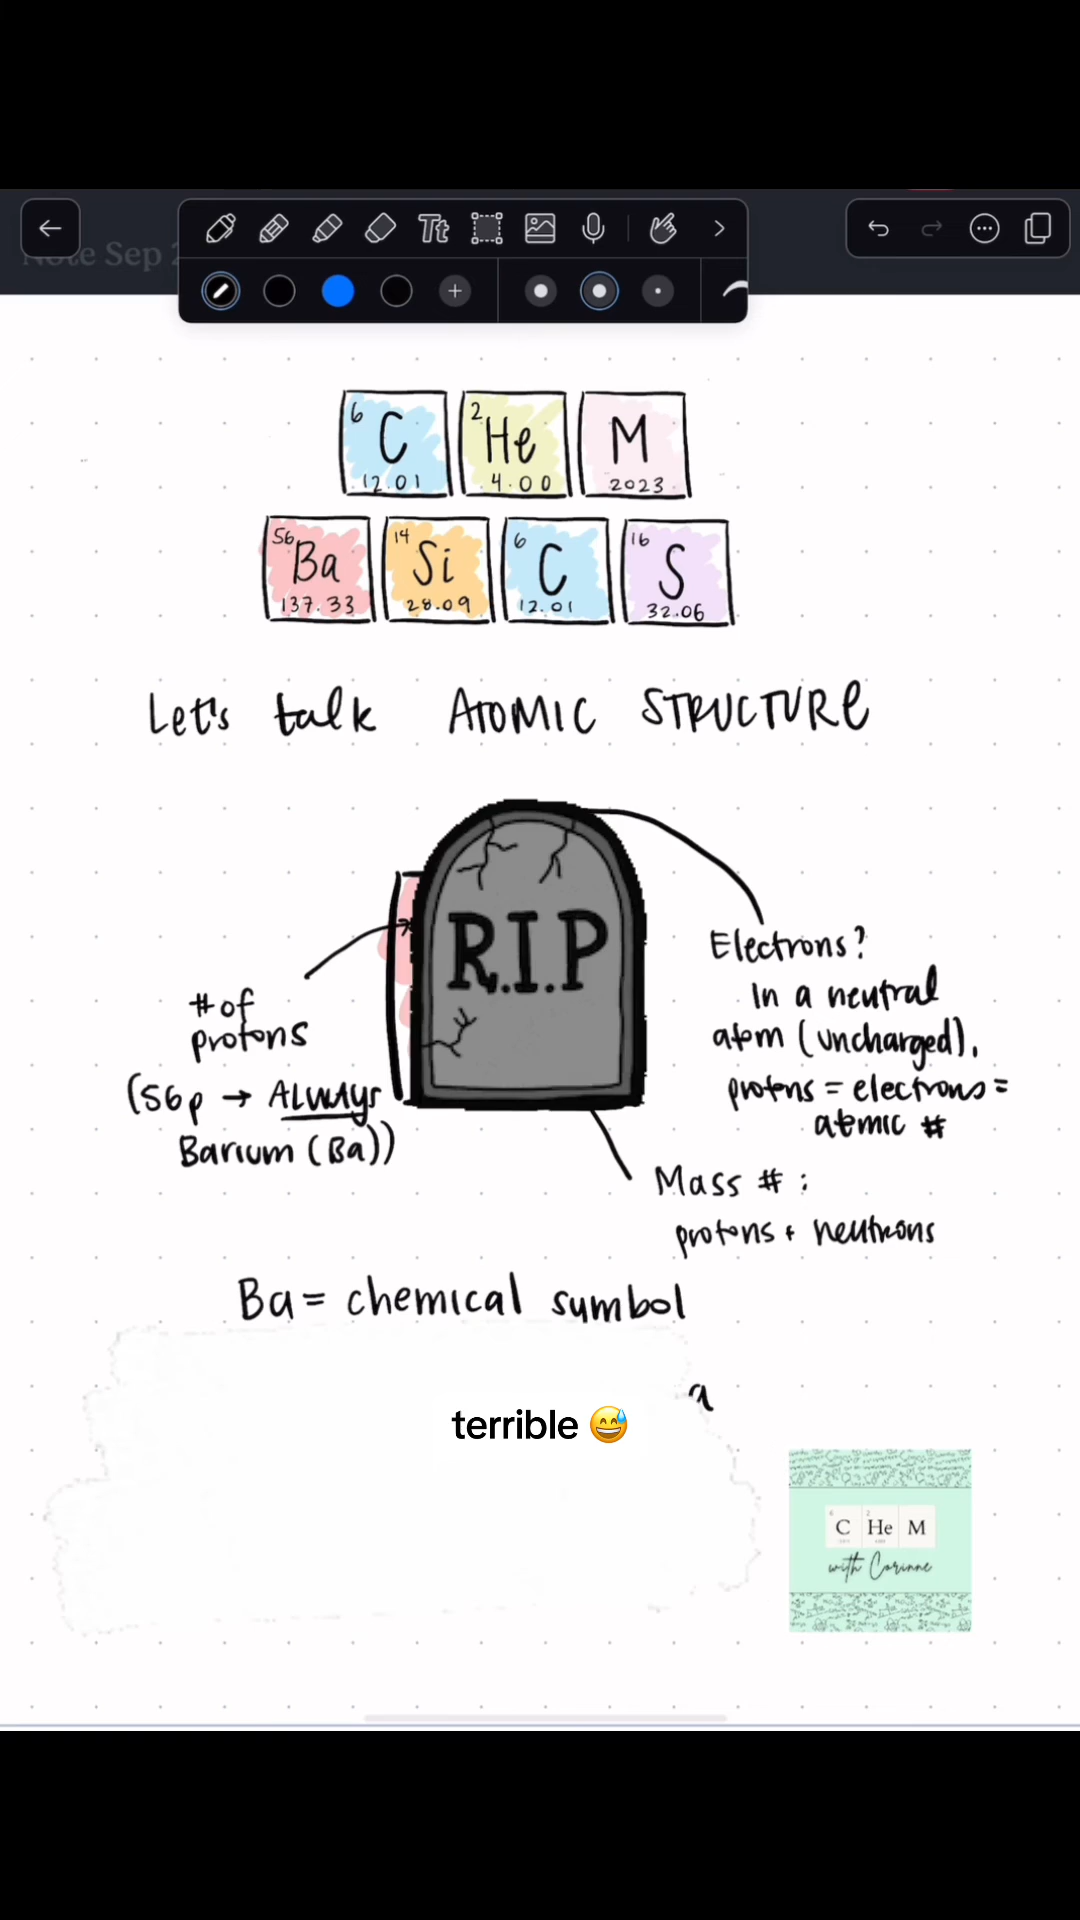 Note Sep 2
Tt
6 2
C He M
12.01 4.00 2023
56 14 6 16
Ba Si C S
137.33 28.09 12.01 32.06
Let's talk ATOMIC STRUCTURE
R.I.P
# of
protons
(56p → ALWAYS
Barium (Ba))
Electrons?
In a neutral
atom (uncharged),
protons = electrons =
atomic #
Mass # :
protons + neutrons
Ba = chemical symbol
a
terrible 😅
C He M
with Corinne